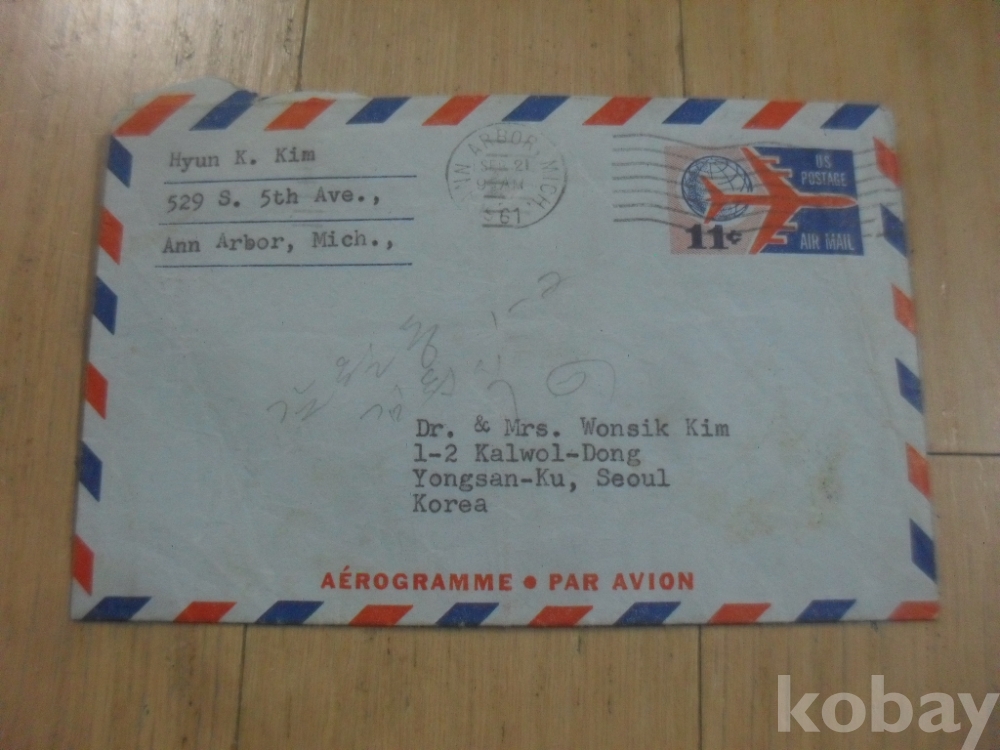 Hyun K. Kim
529 S. 5th Ave.,
Ann Arbor, Mich.,
NN ARBOR, MICH.
SEP 21
'61
US
POSTAGE
11¢
AIR MAIL
Dr. & Mrs. Wonsik Kim
1-2 Kalwol-Dong
Yongsan-Ku, Seoul
Korea
AÉROGRAMME • PAR AVION
kobay